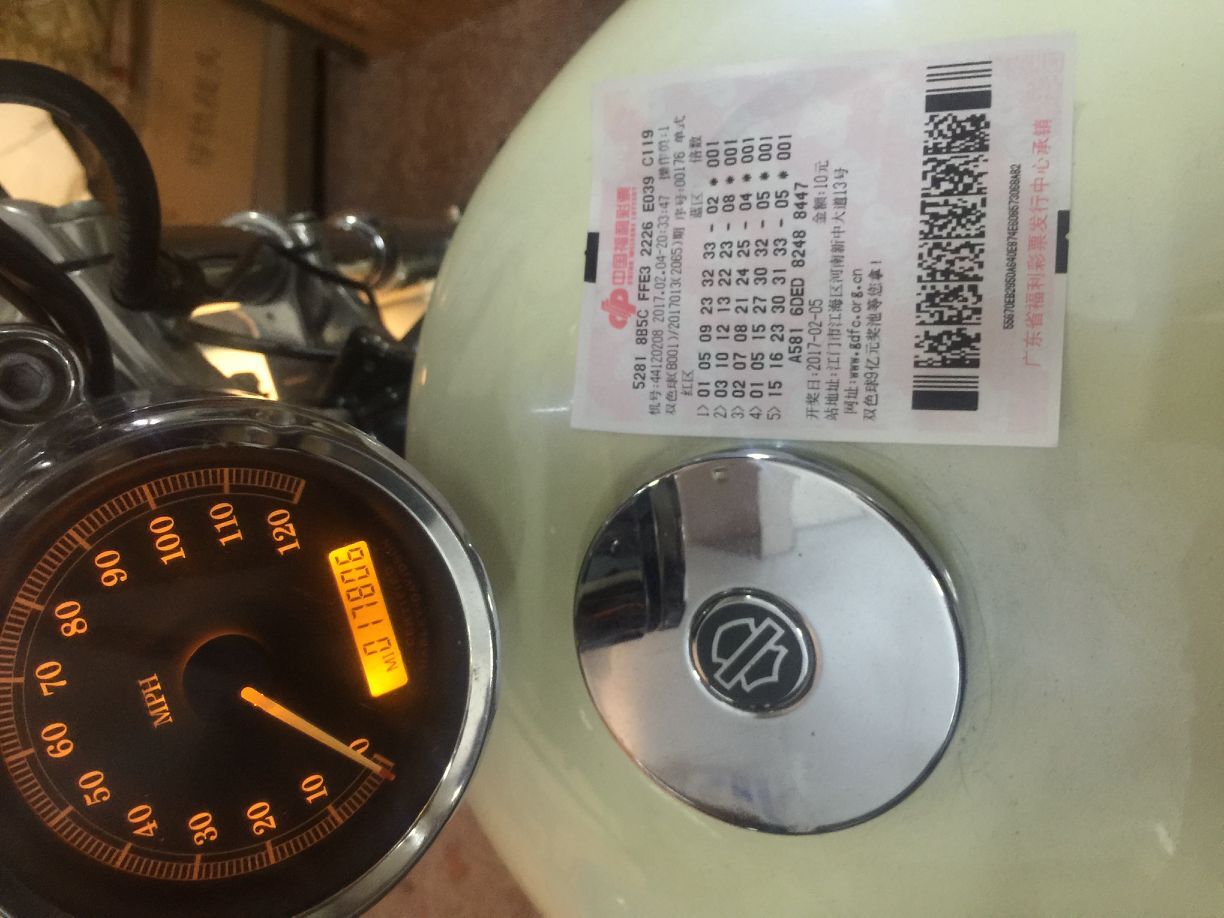 120
110
100
90
80
70
60
50
40
30
20
10
0
MPH
MI 017806
中国福利彩票
CHINA WELFARE LOTTERY
5281 8B5C FFE3 2226 E039 C119
机号:44120208 2017.02.04-20:33:47 操作员:1
双色球(B001)/2017013(2065)期 序号:00176 单式
红区 蓝区 倍数
1) 01 05 09 23 32 33 - 02 * 001
2) 03 10 12 13 22 23 - 08 * 001
3) 02 07 08 21 24 25 - 04 * 001
4) 01 05 15 27 30 32 - 05 * 001
5) 15 16 23 30 31 33 - 05 * 001
A581 6DED 8248 8447
开奖日:2017-02-05 金额:10元
站地址:江门市江海区河南新中大道13号
网址:www.gdfc.org.cn
双色球9亿元奖池等您拿!
广东省福利彩票发行中心承销